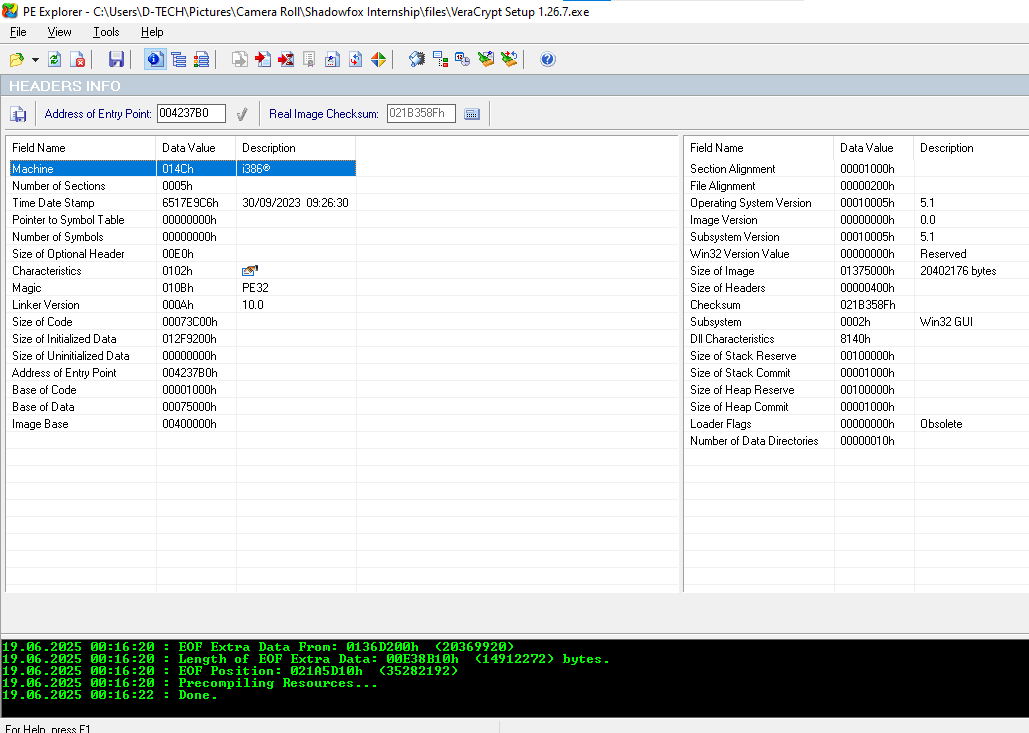 PE Explorer - C:\Users\D-TECH\Pictures\Camera Roll\Shadowfox Internship\files\VeraCrypt Setup 1.26.7.exe
File View Tools Help
HEADERS INFO
Address of Entry Point: 004237B0 Real Image Checksum: 021B358Fh
Field Name Data Value Description
Machine 014Ch i386®
Number of Sections 0005h
Time Date Stamp 6517E9C6h 30/09/2023 09:26:30
Pointer to Symbol Table 00000000h
Number of Symbols 00000000h
Size of Optional Header 00E0h
Characteristics 0102h
Magic 010Bh PE32
Linker Version 000Ah 10.0
Size of Code 00073C00h
Size of Initialized Data 012F9200h
Size of Uninitialized Data 00000000h
Address of Entry Point 004237B0h
Base of Code 00001000h
Base of Data 00075000h
Image Base 00400000h
Field Name Data Value Description
Section Alignment 00001000h
File Alignment 00000200h
Operating System Version 00010005h 5.1
Image Version 00000000h 0.0
Subsystem Version 00010005h 5.1
Win32 Version Value 00000000h Reserved
Size of Image 01375000h 20402176 bytes
Size of Headers 00000400h
Checksum 021B358Fh
Subsystem 0002h Win32 GUI
Dll Characteristics 8140h
Size of Stack Reserve 00100000h
Size of Stack Commit 00001000h
Size of Heap Reserve 00100000h
Size of Heap Commit 00001000h
Loader Flags 00000000h Obsolete
Number of Data Directories 00000010h
19.06.2025 00:16:20 : EOF Extra Data From: 0136D200h (20369920)
19.06.2025 00:16:20 : Length of EOF Extra Data: 00E38B10h (14912272) bytes.
19.06.2025 00:16:20 : EOF Position: 021A5D10h (35282192)
19.06.2025 00:16:20 : Precompiling Resources...
19.06.2025 00:16:22 : Done.
For Help, press F1